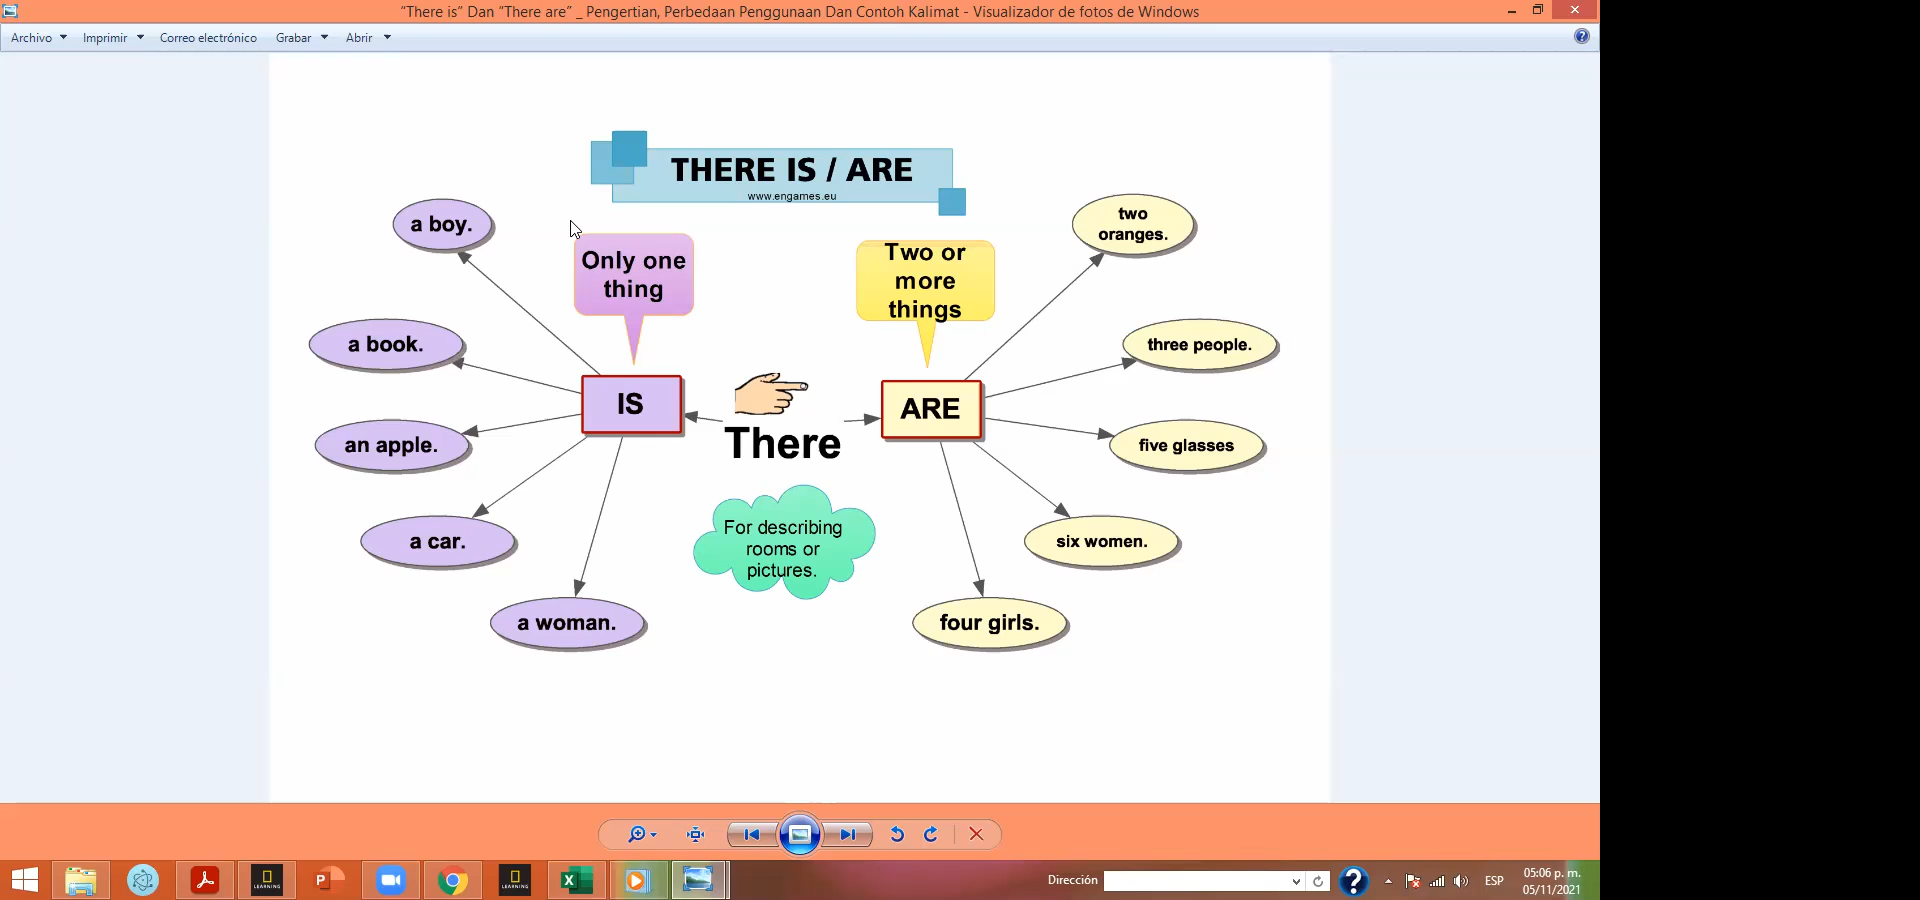 “There is” Dan “There are” _ Pengertian, Perbedaan Penggunaan Dan Contoh Kalimat - Visualizador de fotos de Windows
Archivo Imprimir Correo electrónico Grabar Abrir
THERE IS / ARE
www.engames.eu
a boy.
two
oranges.
Only one
thing
Two or
more
things
a book.
three people.
IS
ARE
There
an apple.
five glasses
For describing
rooms or
pictures.
a car.
six women.
a woman.
four girls.
LEARNING
LEARNING
Dirección
ESP
05:06 p. m.
05/11/2021